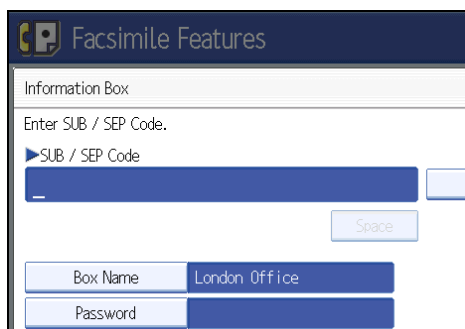 Facsimile Features
Information Box
Enter SUB / SEP Code.
▶SUB / SEP Code
_
Space
Box Name London Office
Password